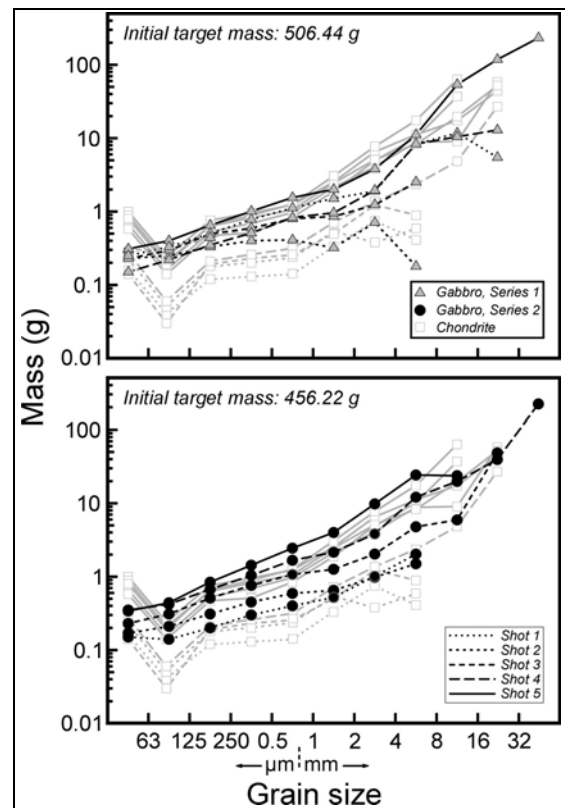 Initial target mass: 506.44 g
100
10
1
0.1
0.01
Gabbro, Series 1
Gabbro, Series 2
Chondrite
Mass (g)
Initial target mass: 456.22 g
100
10
1
0.1
0.01
Shot 1
Shot 2
Shot 3
Shot 4
Shot 5
63 125 250 0.5 1 2 4 8 16 32
µm mm
Grain size